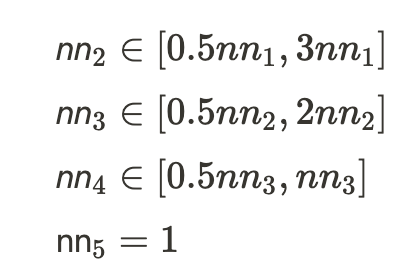 nn₂ ∈ [0.5nn₁, 3nn₁]
nn₃ ∈ [0.5nn₂, 2nn₂]
nn₄ ∈ [0.5nn₃, nn₃]
nn₅ = 1